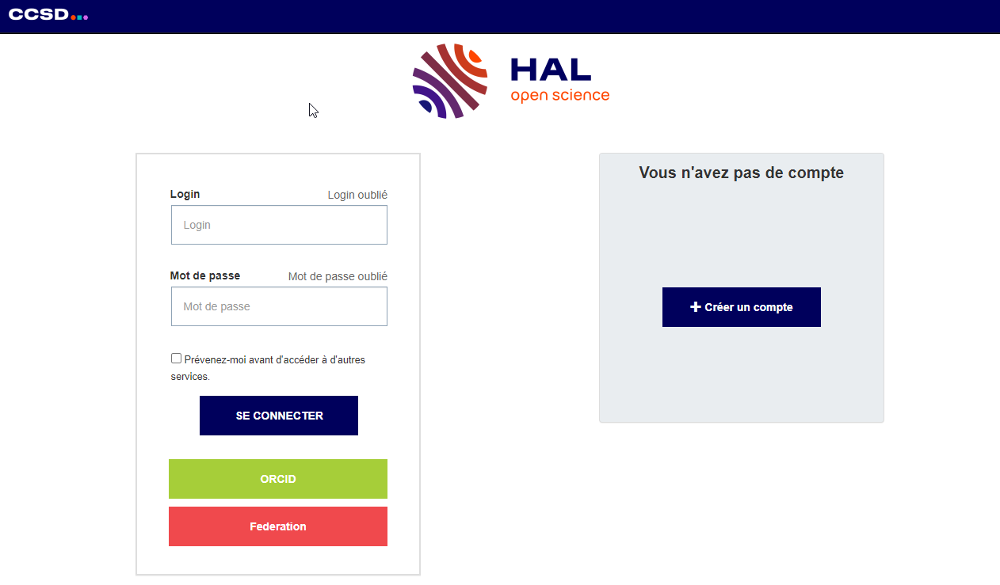 CCSD
HAL
open science
Login
Login oublié
Login
Mot de passe
Mot de passe oublié
Mot de passe
Prévenez-moi avant d'accéder à d'autres
services.
SE CONNECTER
ORCID
Federation
Vous n'avez pas de compte
Créer un compte